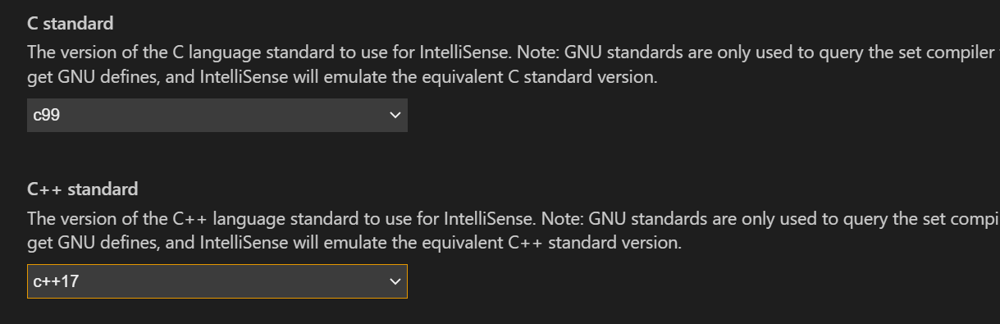 C standard
The version of the C language standard to use for IntelliSense. Note: GNU standards are only used to query the set compiler
get GNU defines, and IntelliSense will emulate the equivalent C standard version.
c99
C++ standard
The version of the C++ language standard to use for IntelliSense. Note: GNU standards are only used to query the set compi
get GNU defines, and IntelliSense will emulate the equivalent C++ standard version.
c++17